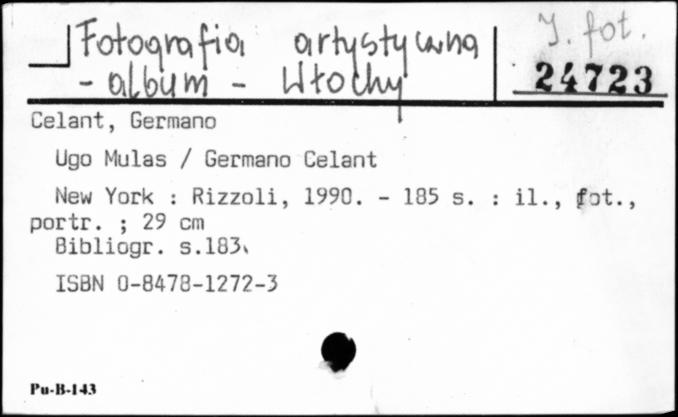 Fotografia artystyczna
- album - Włochy
J. fot.
24723
Celant, Germano
Ugo Mulas / Germano Celant
New York : Rizzoli, 1990. - 185 s. : il., fot.,
portr. ; 29 cm
Bibliogr. s.183.
ISBN 0-8478-1272-3
Pu-B-143